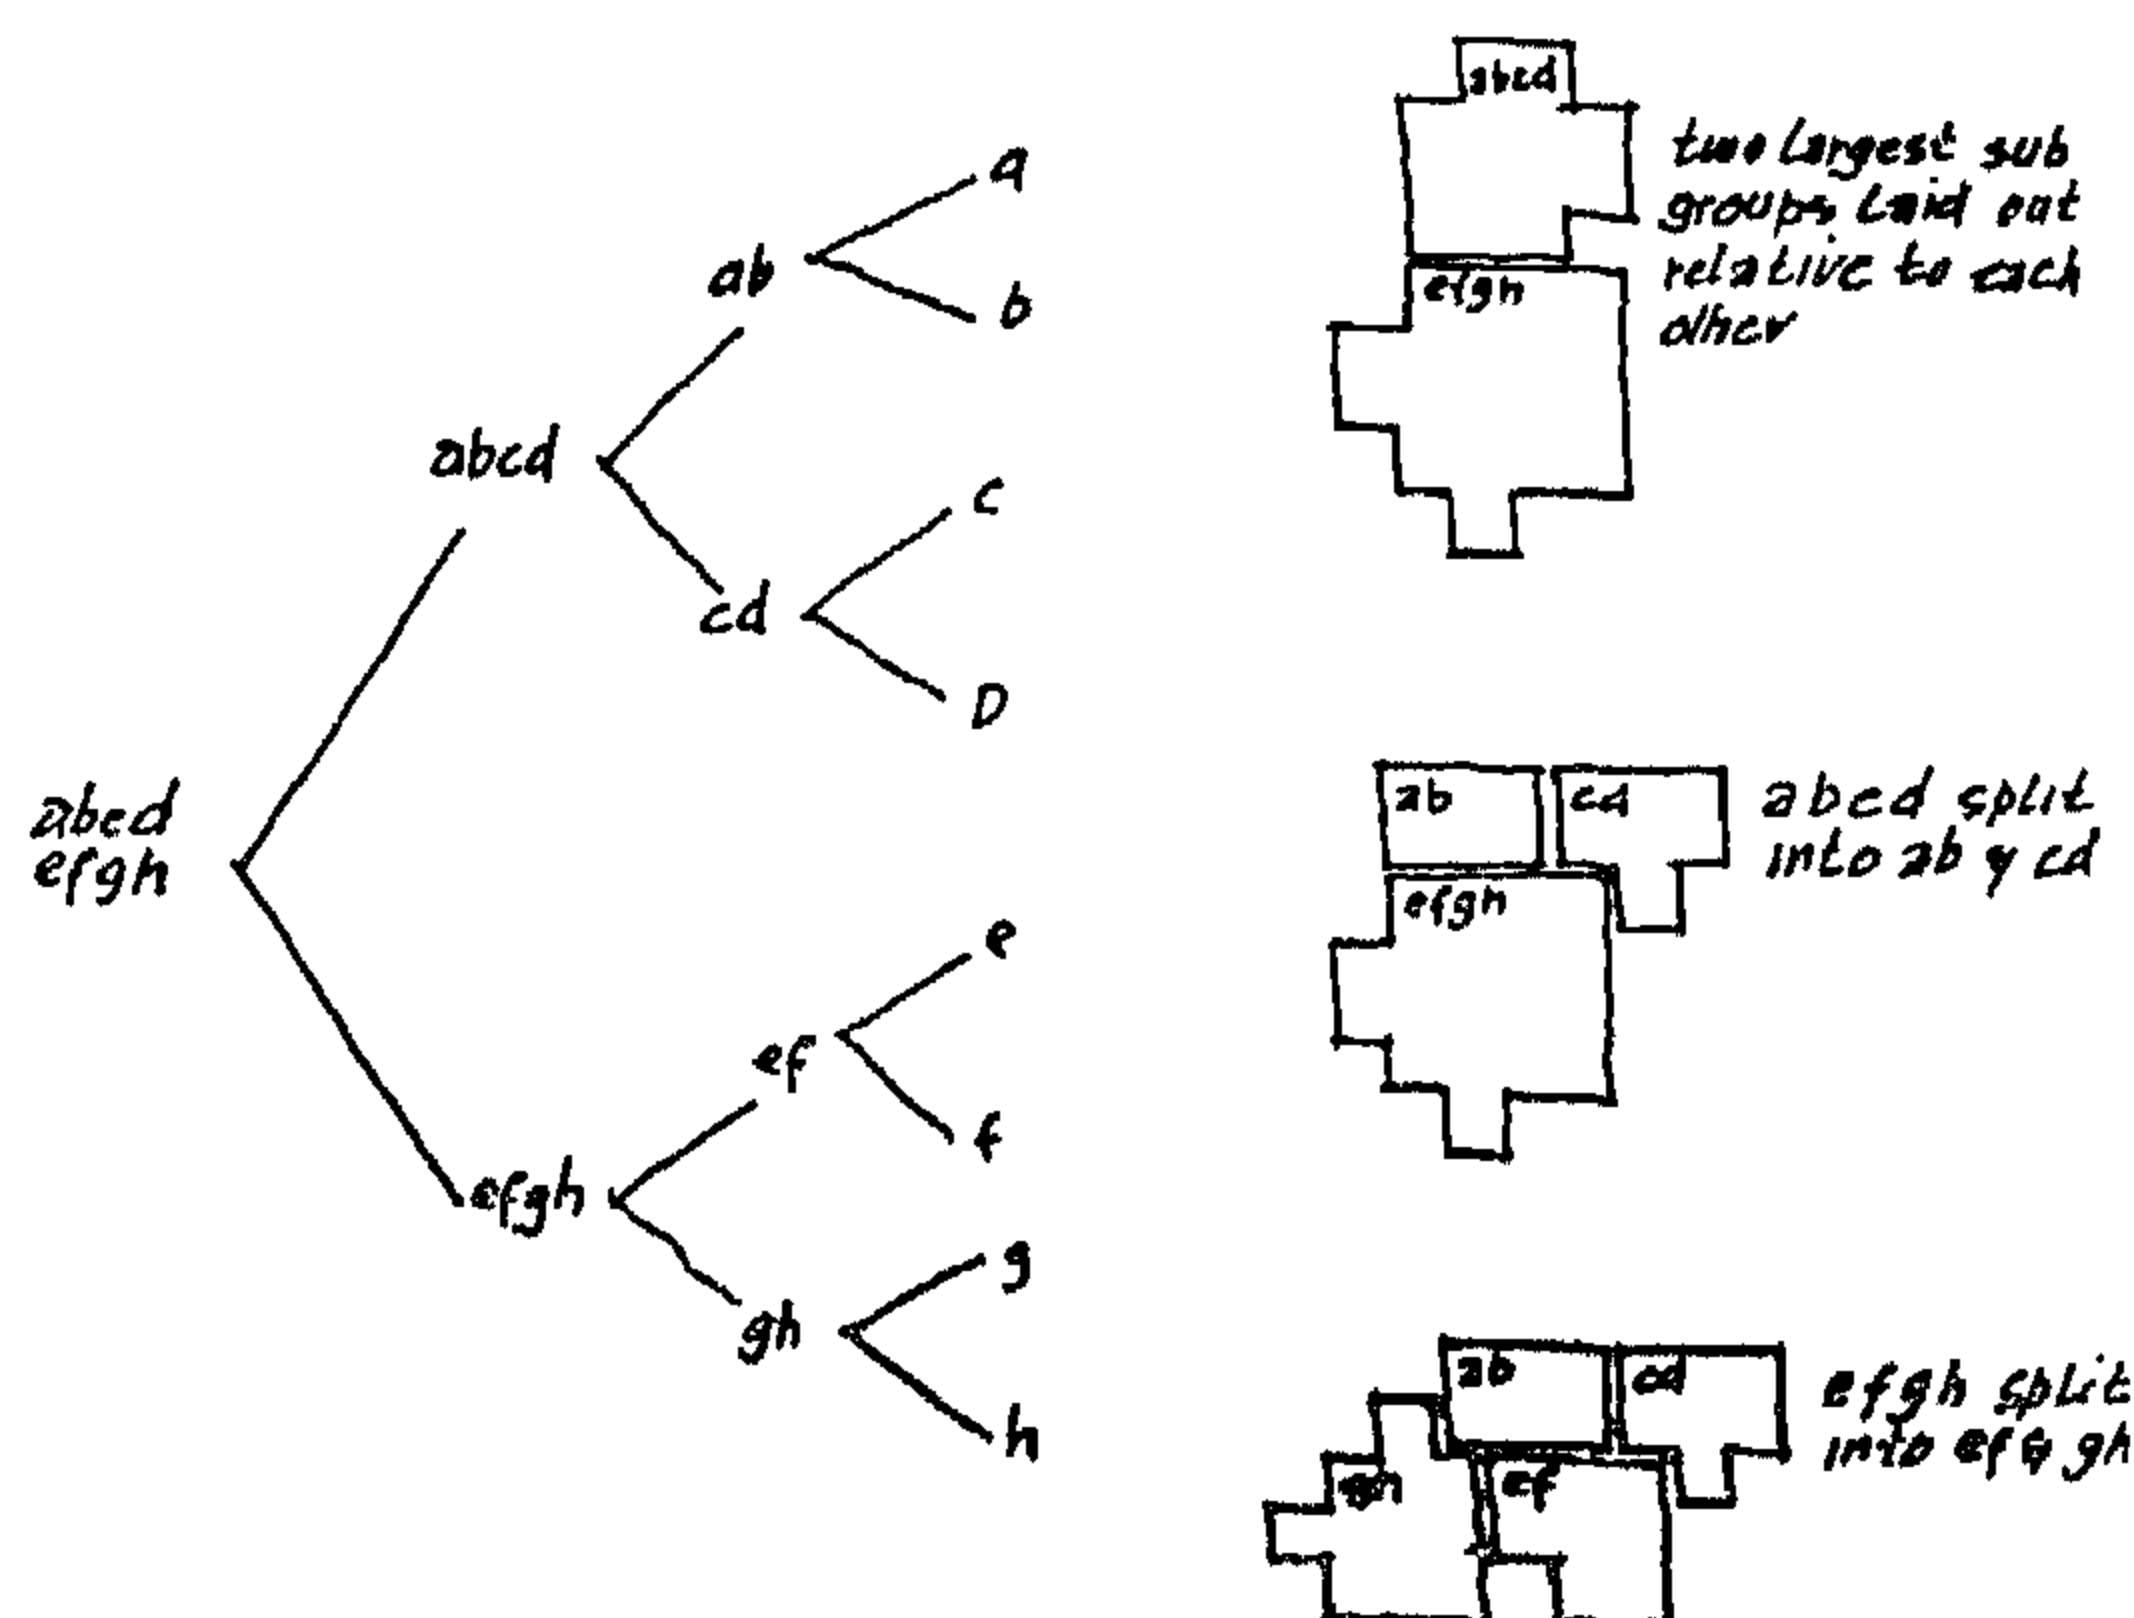 abcd
efgh
abcd
efgh
ab
cd
ef
gh
a
b
c
D
e
f
g
h
abcd
efgh
two largest sub
groups laid out
relative to each
other
ab
cd
efgh
abcd split
into ab & cd
ab
cd
gh
ef
efgh split
into ef & gh